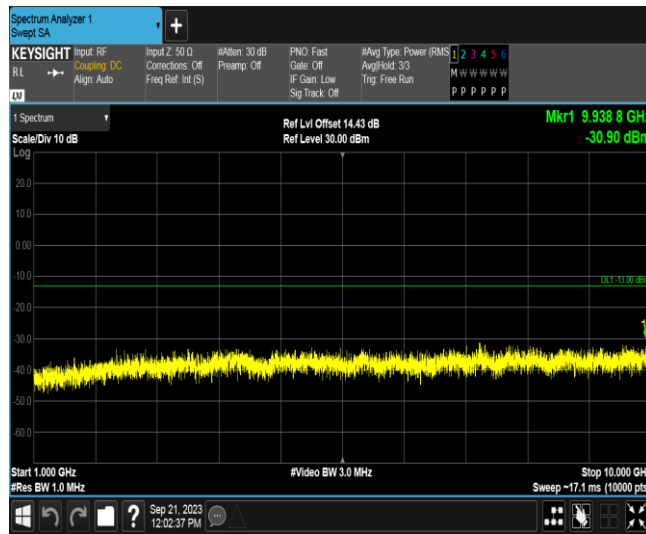 Spectrum Analyzer 1
Swept SA
+
KEYSIGHT
RL
LXI
Input: RF
Coupling: DC
Align: Auto
Input Z: 50 Ω
Corrections: Off
Freq Ref: Int (S)
#Atten: 30 dB
Preamp: Off
PNO: Fast
Gate: Off
IF Gain: Low
Sig Track: Off
#Avg Type: Power (RMS
Avg|Hold: 3/3
Trig: Free Run
1 2 3 4 5 6
M W W W W W
P P P P P P
1 Spectrum
Scale/Div 10 dB
Ref Lvl Offset 14.43 dB
Ref Level 30.00 dBm
Mkr1 9.938 8 GHz
-30.90 dBm
Log
20.0
10.0
0.00
-10.0
DL1 -13.00 dB
-20.0
-30.0
-40.0
-50.0
-60.0
1
Start 1.000 GHz
#Res BW 1.0 MHz
#Video BW 3.0 MHz
Stop 10.000 GH
Sweep ~17.1 ms (10000 pts
?
Sep 21, 2023
12:02:37 PM